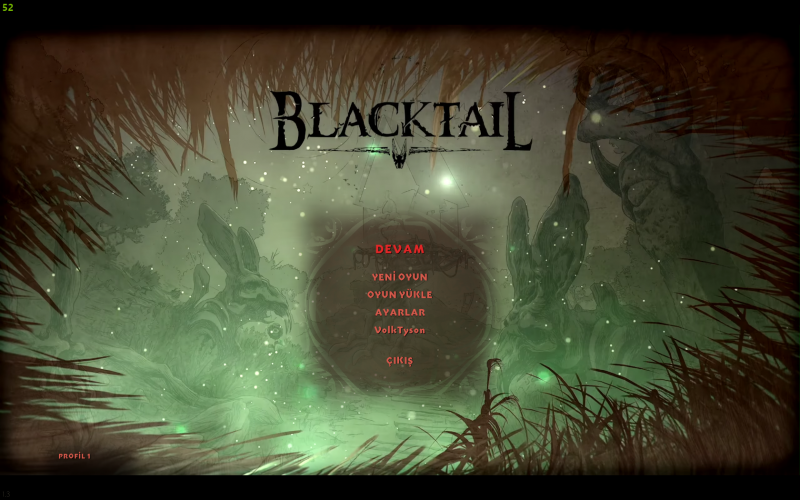 52
BLACKTAIL
DEVAM
YENİ OYUN
OYUN YÜKLE
AYARLAR
VolkTyson
ÇIKIŞ
PROFİL 1